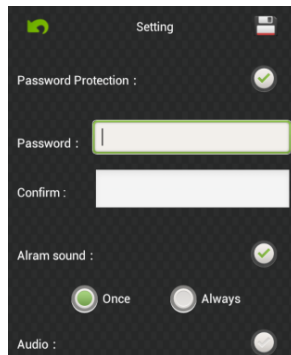 Setting
Password Protection :
Password :
Confirm :
Alram sound :
Once Always
Audio :